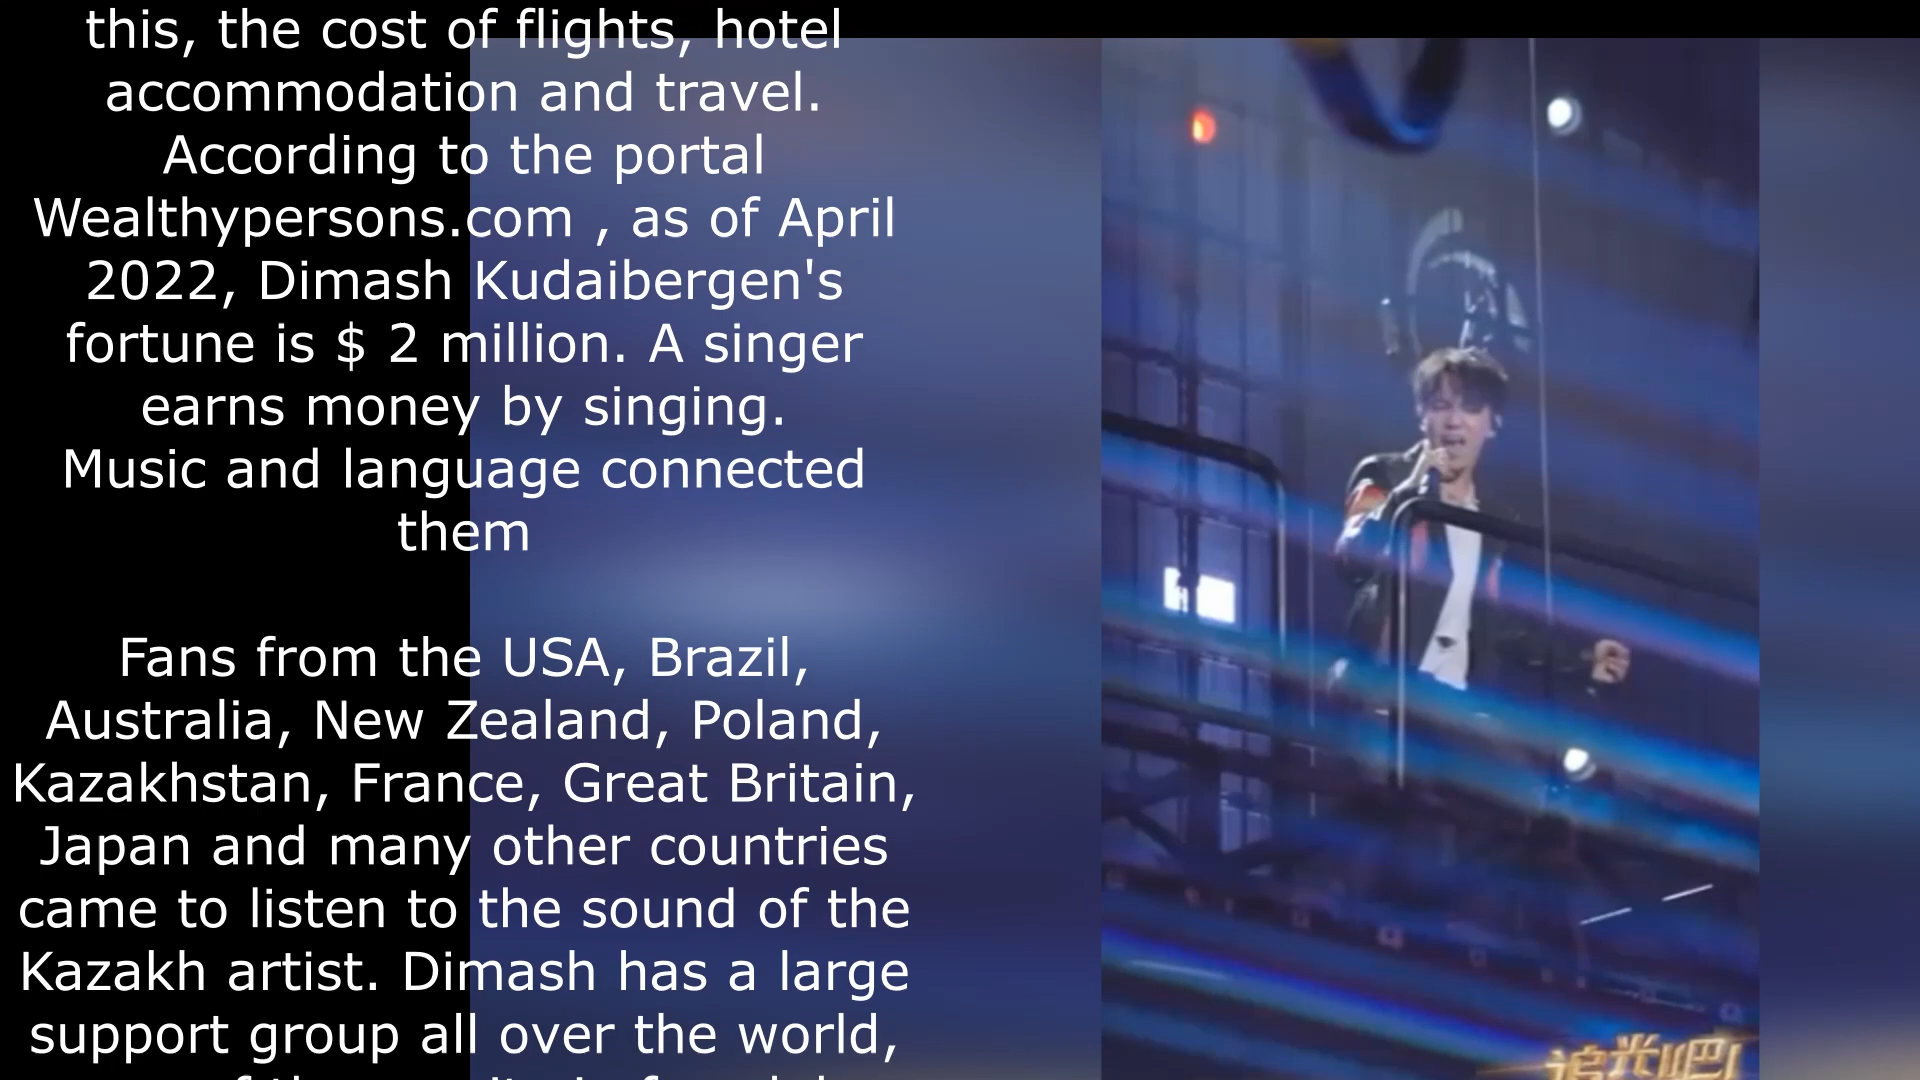 this, the cost of flights, hotel
accommodation and travel.
According to the portal
Wealthypersons.com , as of April
2022, Dimash Kudaibergen's
fortune is $ 2 million. A singer
earns money by singing.
Music and language connected
them
Fans from the USA, Brazil,
Australia, New Zealand, Poland,
Kazakhstan, France, Great Britain,
Japan and many other countries
came to listen to the sound of the
Kazakh artist. Dimash has a large
support group all over the world,
追光吧!